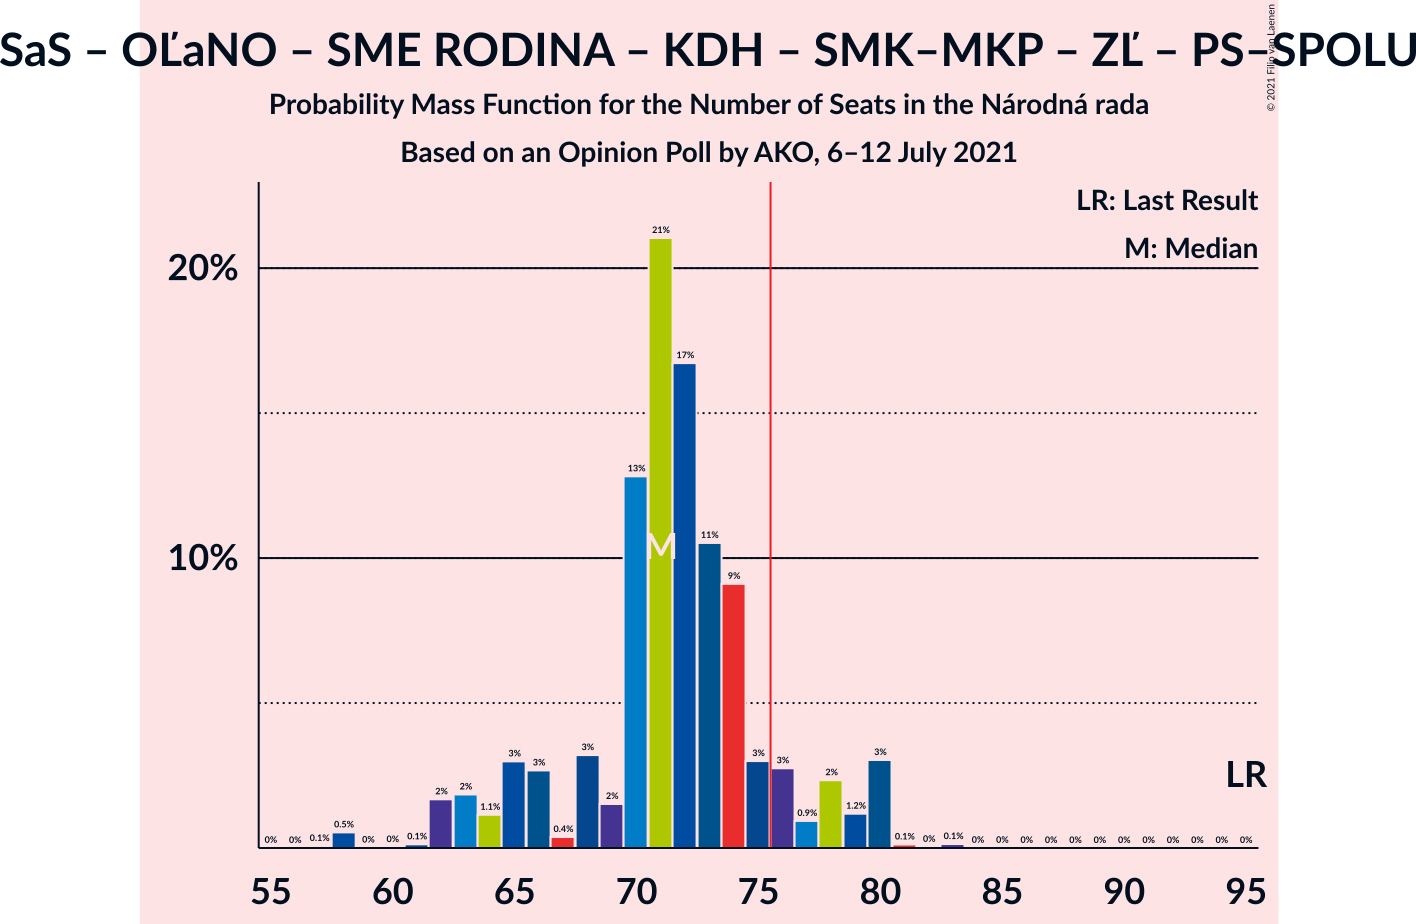 SaS – OĽaNO – SME RODINA – KDH – SMK–MKP – ZĽ – PS–SPOLU
Probability Mass Function for the Number of Seats in the Národná rada
Based on an Opinion Poll by AKO, 6–12 July 2021
© 2021 Filip van Laenen
LR: Last Result
M: Median
20%
10%
0% 0% 0.1% 0.5% 0% 0% 0.1% 2% 2% 1.1% 3% 3% 0.4% 3% 2% 13% 21% 17% 11% 9% 3% 3% 0.9% 2% 1.2% 3% 0.1% 0% 0.1% 0% 0% 0% 0% 0% 0% 0% 0% 0% 0% 0% 0%
M
LR
55 60 65 70 75 80 85 90 95